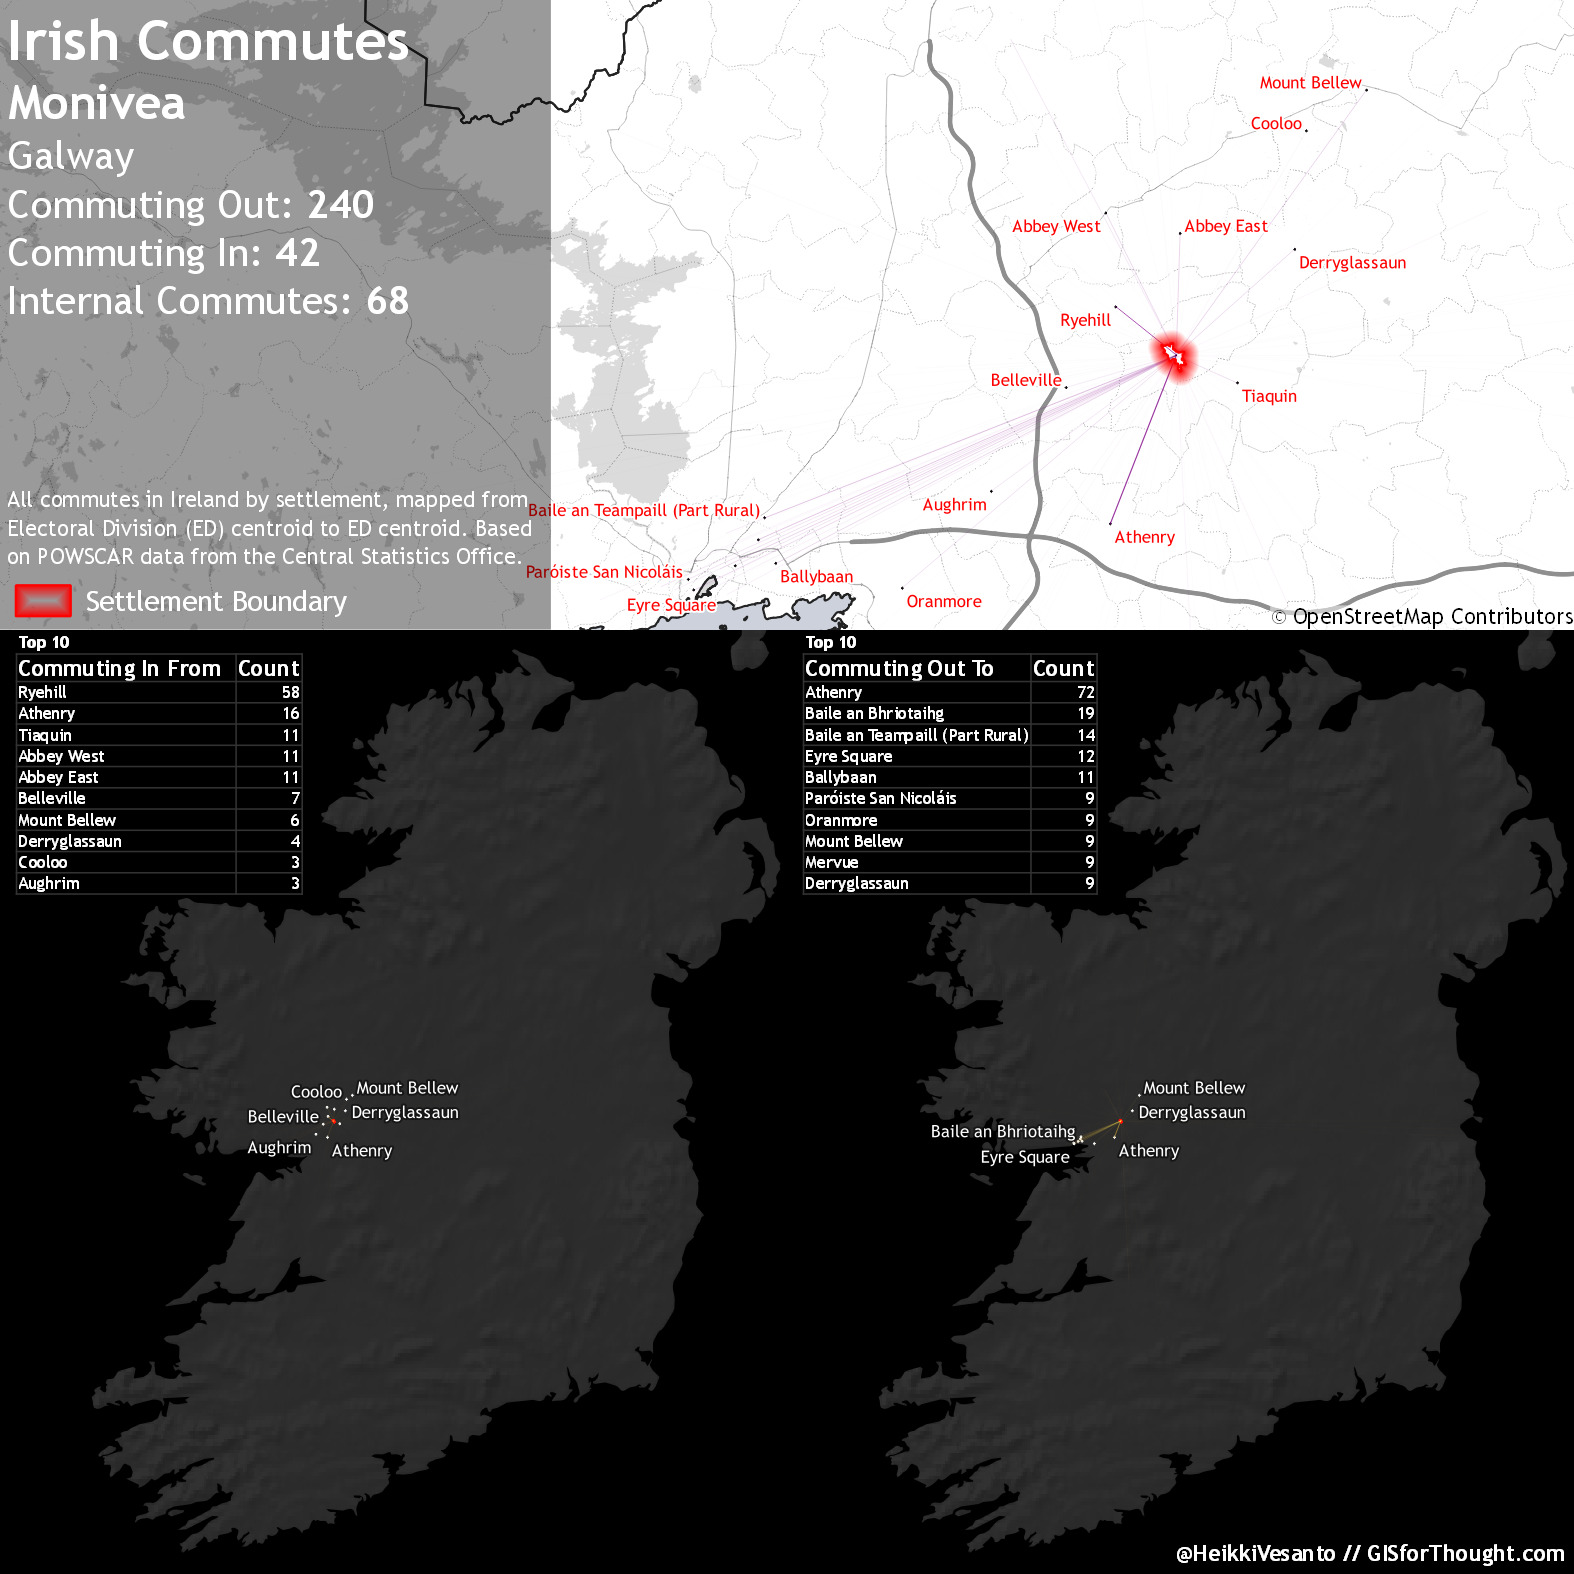 Irish Commutes
Monivea
Galway
Commuting Out: 240
Commuting In: 42
Internal Commutes: 68
All commutes in Ireland by settlement, mapped from
Electoral Division (ED) centroid to ED centroid. Based
on POWSCAR data from the Central Statistics Office.
Settlement Boundary
Mount Bellew
Cooloo
Abbey West
Abbey East
Derryglassaun
Ryehill
Belleville
Tiaquin
Aughrim
Baile an Teampaill (Part Rural)
Athenry
Paróiste San Nicoláis
Ballybaan
Eyre Square
Oranmore
© OpenStreetMap Contributors
Top 10
Commuting In From Count
Ryehill 58
Athenry 16
Tiaquin 11
Abbey West 11
Abbey East 11
Belleville 7
Mount Bellew 6
Derryglassaun 4
Cooloo 3
Aughrim 3
Cooloo
Mount Bellew
Belleville
Derryglassaun
Aughrim
Athenry
Top 10
Commuting Out To Count
Athenry 72
Baile an Bhriotaihg 19
Baile an Teampaill (Part Rural) 14
Eyre Square 12
Ballybaan 11
Paróiste San Nicoláis 9
Oranmore 9
Mount Bellew 9
Mervue 9
Derryglassaun 9
Mount Bellew
Derryglassaun
Baile an Bhriotaihg
Eyre Square
Athenry
@HeikkiVesanto // GISforThought.com